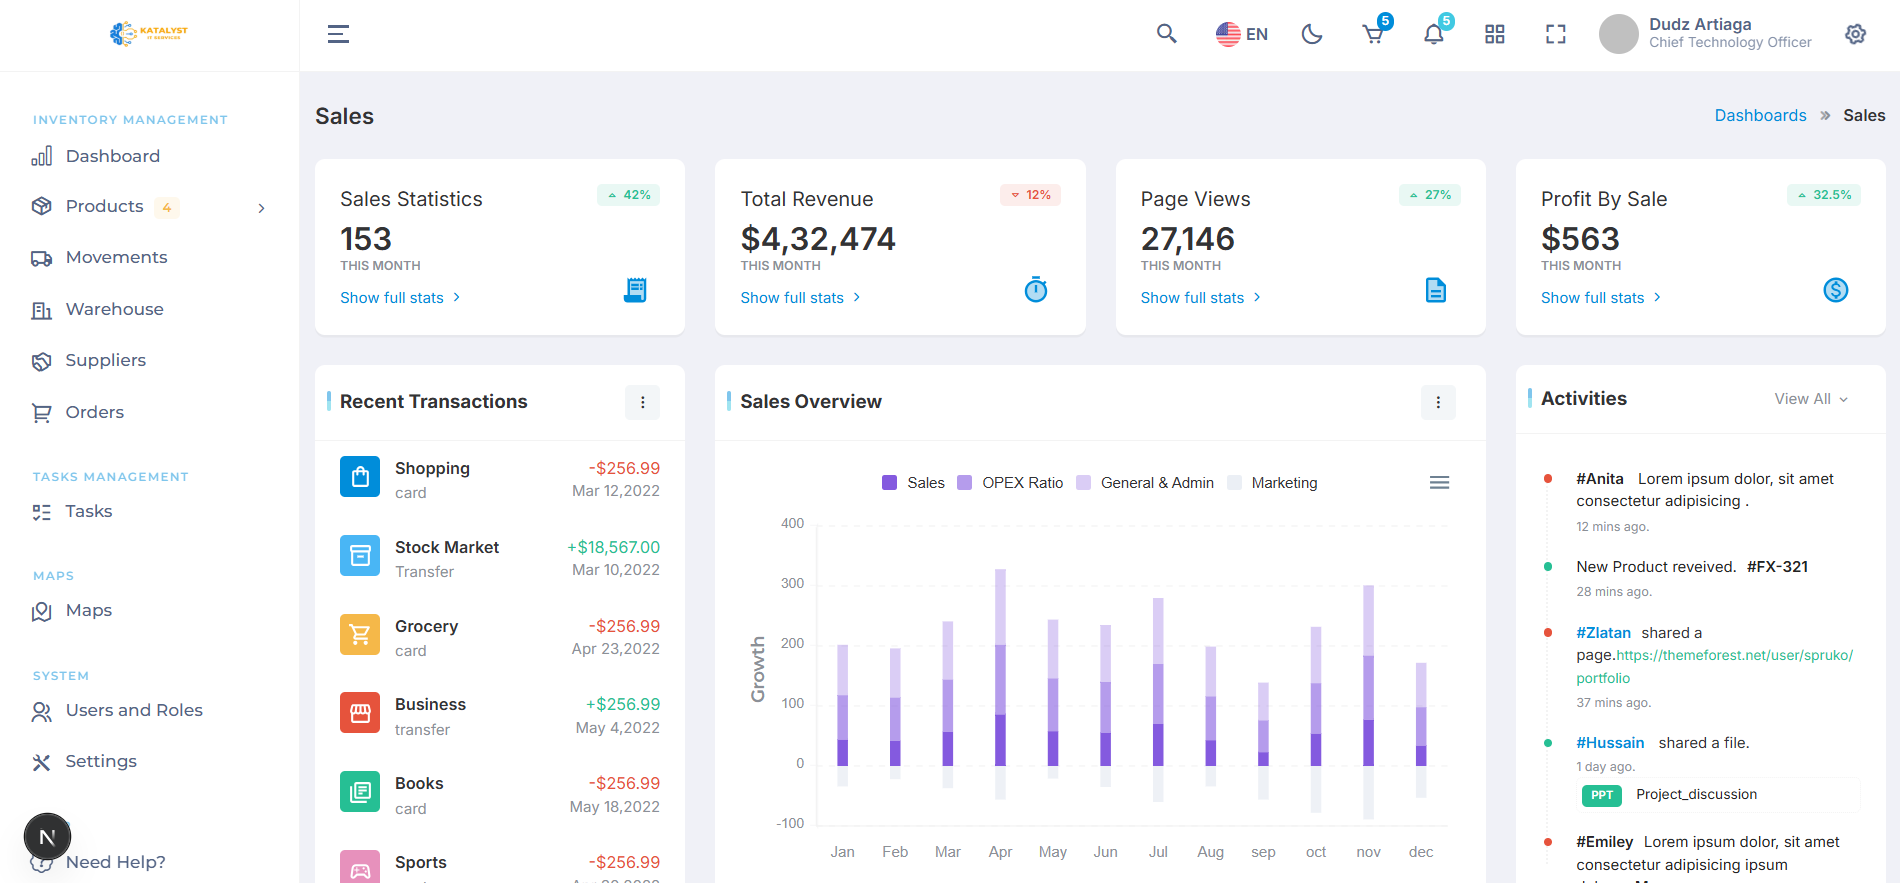 KATALYST
IT SERVICES
EN
5
5
Dudz Artiaga
Chief Technology Officer
INVENTORY MANAGEMENT
Dashboard
Products 4
Movements
Warehouse
Suppliers
Orders
TASKS MANAGEMENT
Tasks
MAPS
Maps
SYSTEM
Users and Roles
Settings
N
Need Help?
Sales
Dashboards » Sales
Sales Statistics
42%
153
THIS MONTH
Show full stats
Total Revenue
12%
$4,32,474
THIS MONTH
Show full stats
Page Views
27%
27,146
THIS MONTH
Show full stats
Profit By Sale
32.5%
$563
THIS MONTH
Show full stats
Recent Transactions
Shopping -$256.99
card Mar 12,2022
Stock Market +$18,567.00
Transfer Mar 10,2022
Grocery -$256.99
card Apr 23,2022
Business +$256.99
transfer May 4,2022
Books -$256.99
card May 18,2022
Sports -$256.99
Sales Overview
Sales OPEX Ratio General & Admin Marketing
400
300
200
100
0
-100
Growth
Jan Feb Mar Apr May Jun Jul Aug sep oct nov dec
Activities
View All
#Anita Lorem ipsum dolor, sit amet
consectetur adipisicing .
12 mins ago.
New Product reveived. #FX-321
28 mins ago.
#Zlatan shared a
page.https://themeforest.net/user/spruko/
portfolio
37 mins ago.
#Hussain shared a file.
1 day ago.
PPT Project_discussion
#Emiley Lorem ipsum dolor, sit amet
consectetur adipisicing ipsum